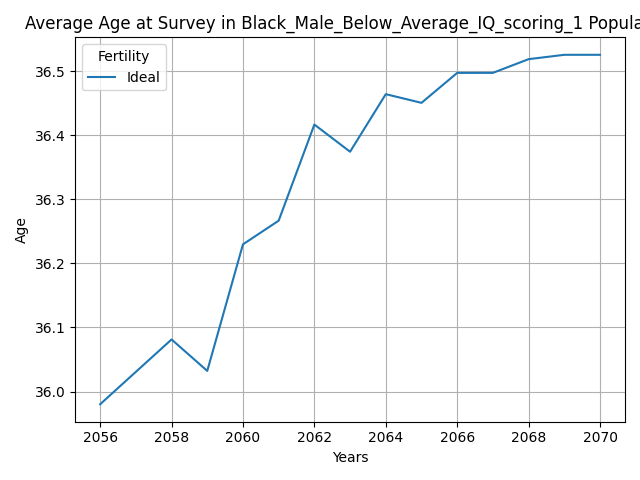 Average Age at Survey in Black_Male_Below_Average_IQ_scoring_1 Popula
Fertility
Ideal
36.5
36.4
36.3
36.2
36.1
36.0
Age
2056 2058 2060 2062 2064 2066 2068 2070
Years